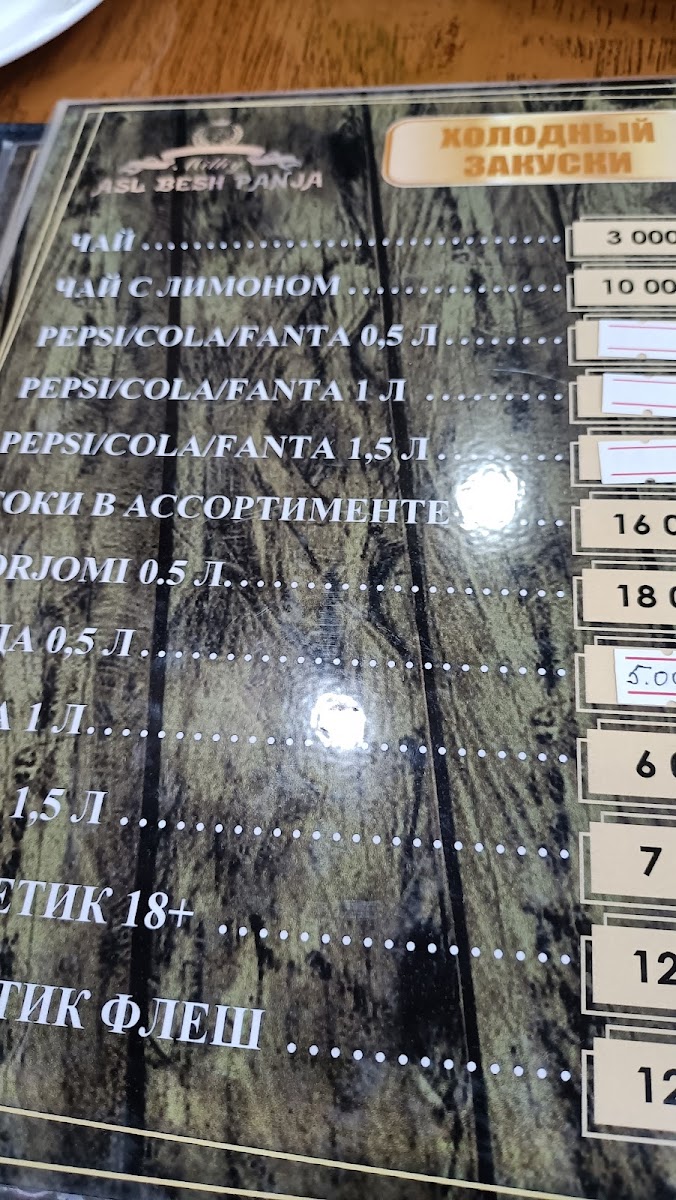 Milliy
ASL BESH PANJA
ХОЛОДНЫЙ
ЗАКУСКИ
ЧАЙ 3 000
ЧАЙ С ЛИМОНОМ 10 00
PEPSI/COLA/FANTA 0,5 Л
PEPSI/COLA/FANTA 1 Л
PEPSI/COLA/FANTA 1,5 Л
ТОКИ В АССОРТИМЕНТЕ 16 0
ORJOMI 0.5 Л 18 0
ДА 0,5 Л 5.00
А 1 Л 6 0
1,5 Л 7
ЕТИК 18+ 12
ТИК ФЛЕШ 12